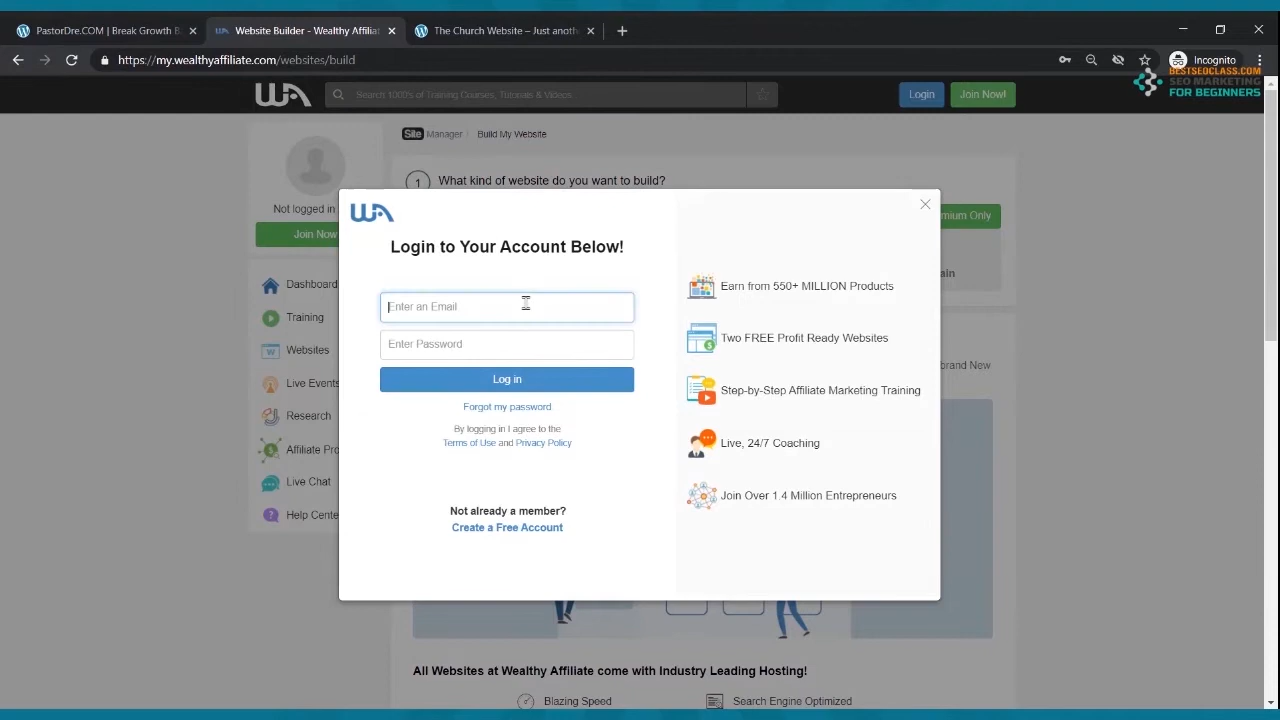 PastorDre.COM | Break Growth B
Website Builder - Wealthy Affilia
The Church Website – Just anoth
https://my.wealthyaffiliate.com/websites/build
Incognito
BESTSEOCLASS.COM
SEO MARKETING
FOR BEGINNERS
WA
Search 1000's of Training Courses, Tutorials & Videos
Login
Join Now!
Site Manager
Build My Website
1
What kind of website do you want to build?
Not logged in
Join Now
mium Only
ain
Dashboard
Training
Websites
Live Events
Research
Affiliate Pro
Live Chat
Help Cente
WA
Login to Your Account Below!
Enter an Email
Enter Password
Log in
Forgot my password
By logging in I agree to the
Terms of Use and Privacy Policy
Not already a member?
Create a Free Account
Earn from 550+ MILLION Products
Two FREE Profit Ready Websites
Step-by-Step Affiliate Marketing Training
Live, 24/7 Coaching
Join Over 1.4 Million Entrepreneurs
brand New
All Websites at Wealthy Affiliate come with Industry Leading Hosting!
Blazing Speed
Search Engine Optimized